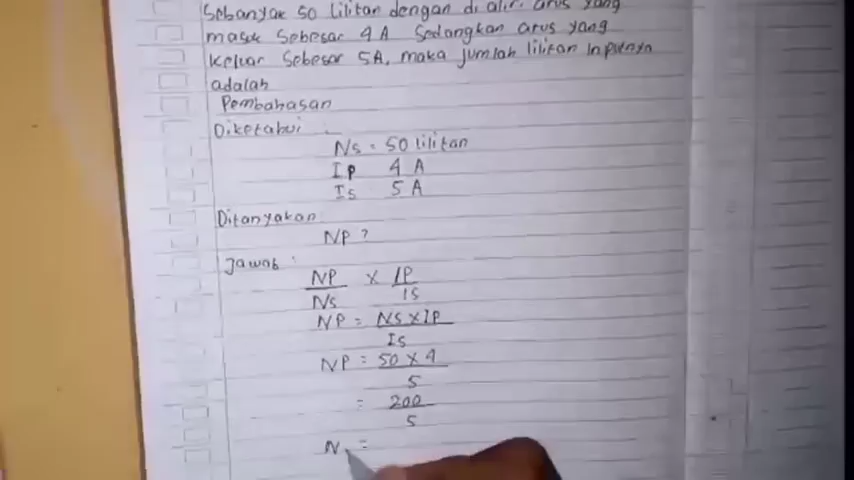 Sebanyak 50 lilitan dengan di alir arus yang
masuk Sebesar 4 A Sedangkan arus yang
Keluar Sebesar 5A, maka jumlah lilitan inputnya
adalah
Pembahasan
Diketahui :
Ns = 50 lilitan
Ip 4 A
Is 5 A
Ditanyakan
NP ?
Jawab :
NP × IP
Ns IS
NP = NS × IP
IS
NP = 50 × 4
5
= 200
5
N =